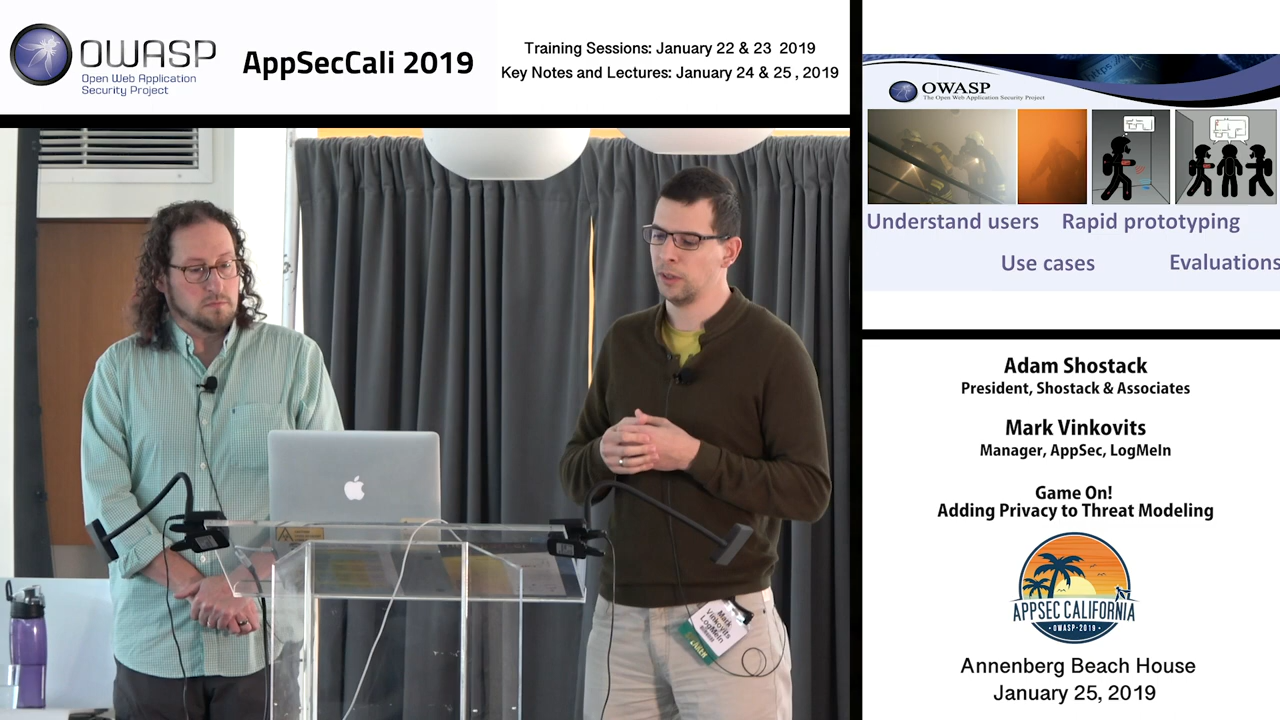 OWASP
Open Web Application
Security Project
AppSecCali 2019
Training Sessions: January 22 & 23 2019
Key Notes and Lectures: January 24 & 25 , 2019
OWASP
The Open Web Application Security Project
Understand users
Rapid prototyping
Use cases
Evaluations
Adam Shostack
President, Shostack & Associates
Mark Vinkovits
Manager, AppSec, LogMeIn
Game On!
Adding Privacy to Threat Modeling
APPSEC CALIFORNIA
• OWASP • 2019 •
Annenberg Beach House
January 25, 2019
Mark
Vinkovits
LogMeIn